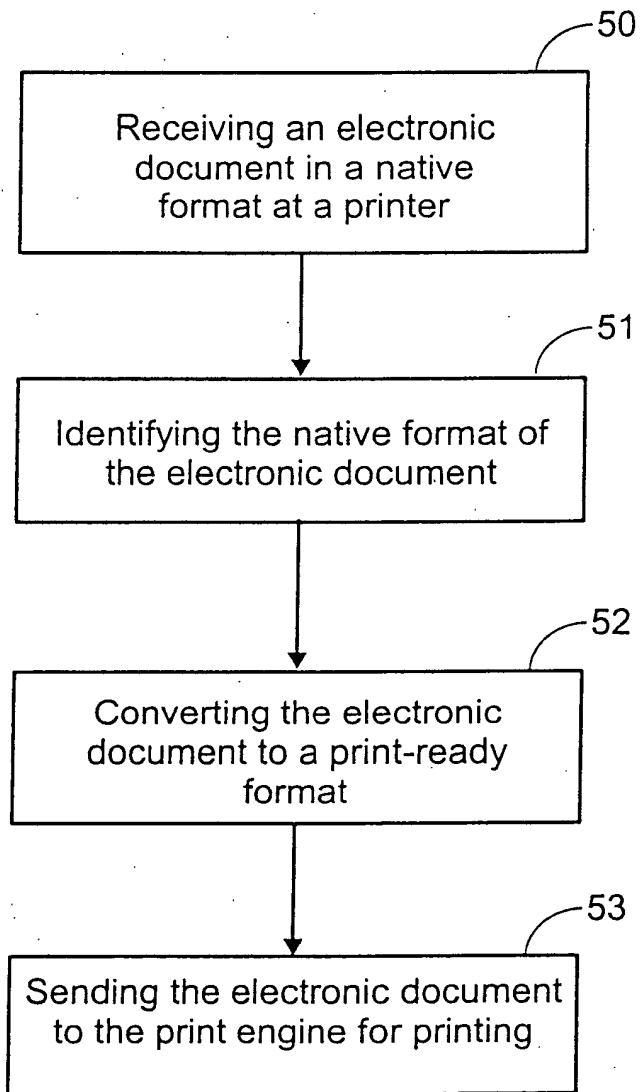 50
Receiving an electronic
document in a native
format at a printer
51
Identifying the native format of
the electronic document
52
Converting the electronic
document to a print-ready
format
53
Sending the electronic document
to the print engine for printing